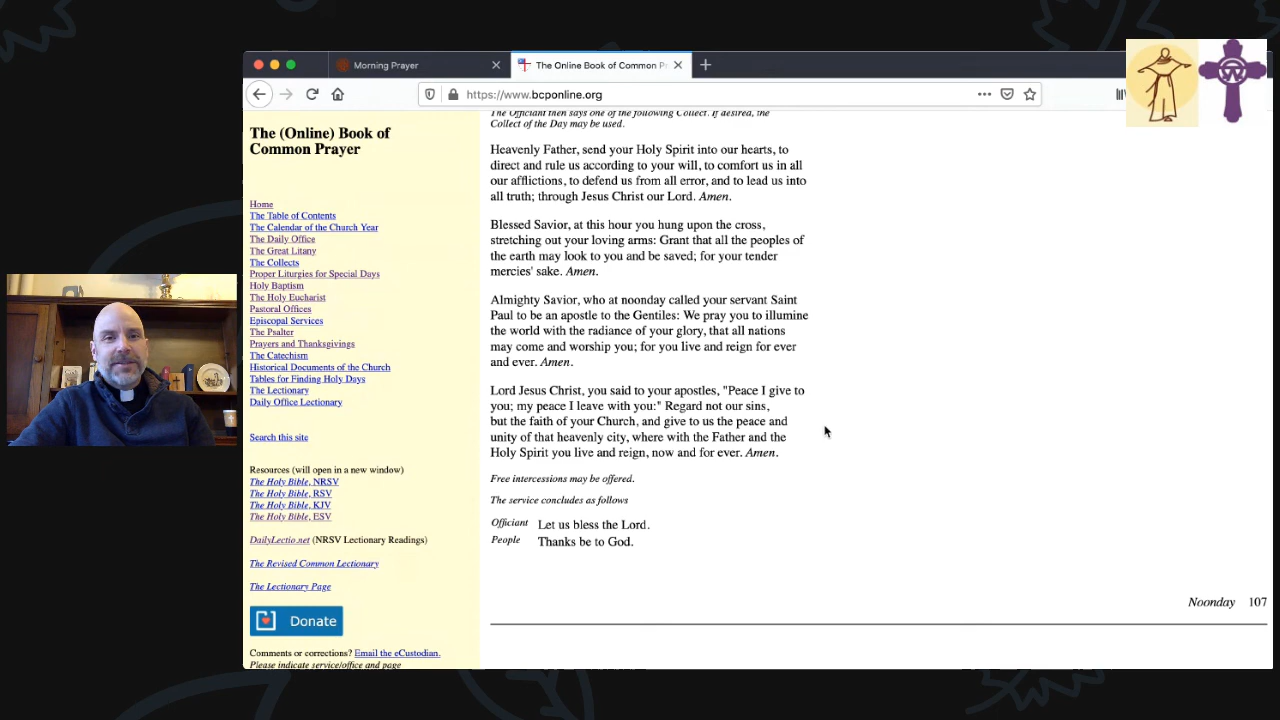 Morning Prayer
The Online Book of Common Pr
https://www.bcponline.org
The (Online) Book of
Common Prayer
Home
The Table of Contents
The Calendar of the Church Year
The Daily Office
The Great Litany
The Collects
Proper Liturgies for Special Days
Holy Baptism
The Holy Eucharist
Pastoral Offices
Episcopal Services
The Psalter
Prayers and Thanksgivings
The Catechism
Historical Documents of the Church
Tables for Finding Holy Days
The Lectionary
Daily Office Lectionary
Search this site
Resources (will open in a new window)
The Holy Bible, NRSV
The Holy Bible, RSV
The Holy Bible, KJV
The Holy Bible, ESV
DailyLectio.net (NRSV Lectionary Readings)
The Revised Common Lectionary
The Lectionary Page
Donate
Comments or corrections? Email the eCustodian.
Please indicate service/office and page
The Officiant then says one of the following Collect. If desired, the
Collect of the Day may be used.
Heavenly Father, send your Holy Spirit into our hearts, to
direct and rule us according to your will, to comfort us in all
our afflictions, to defend us from all error, and to lead us into
all truth; through Jesus Christ our Lord. Amen.
Blessed Savior, at this hour you hung upon the cross,
stretching out your loving arms: Grant that all the peoples of
the earth may look to you and be saved; for your tender
mercies' sake. Amen.
Almighty Savior, who at noonday called your servant Saint
Paul to be an apostle to the Gentiles: We pray you to illumine
the world with the radiance of your glory, that all nations
may come and worship you; for you live and reign for ever
and ever. Amen.
Lord Jesus Christ, you said to your apostles, "Peace I give to
you; my peace I leave with you:" Regard not our sins,
but the faith of your Church, and give to us the peace and
unity of that heavenly city, where with the Father and the
Holy Spirit you live and reign, now and for ever. Amen.
Free intercessions may be offered.
The service concludes as follows
Officiant Let us bless the Lord.
People Thanks be to God.
Noonday 107